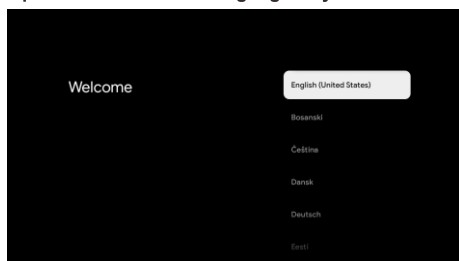 Welcome
English (United States)
Bosanski
Čeština
Dansk
Deutsch
Eesti